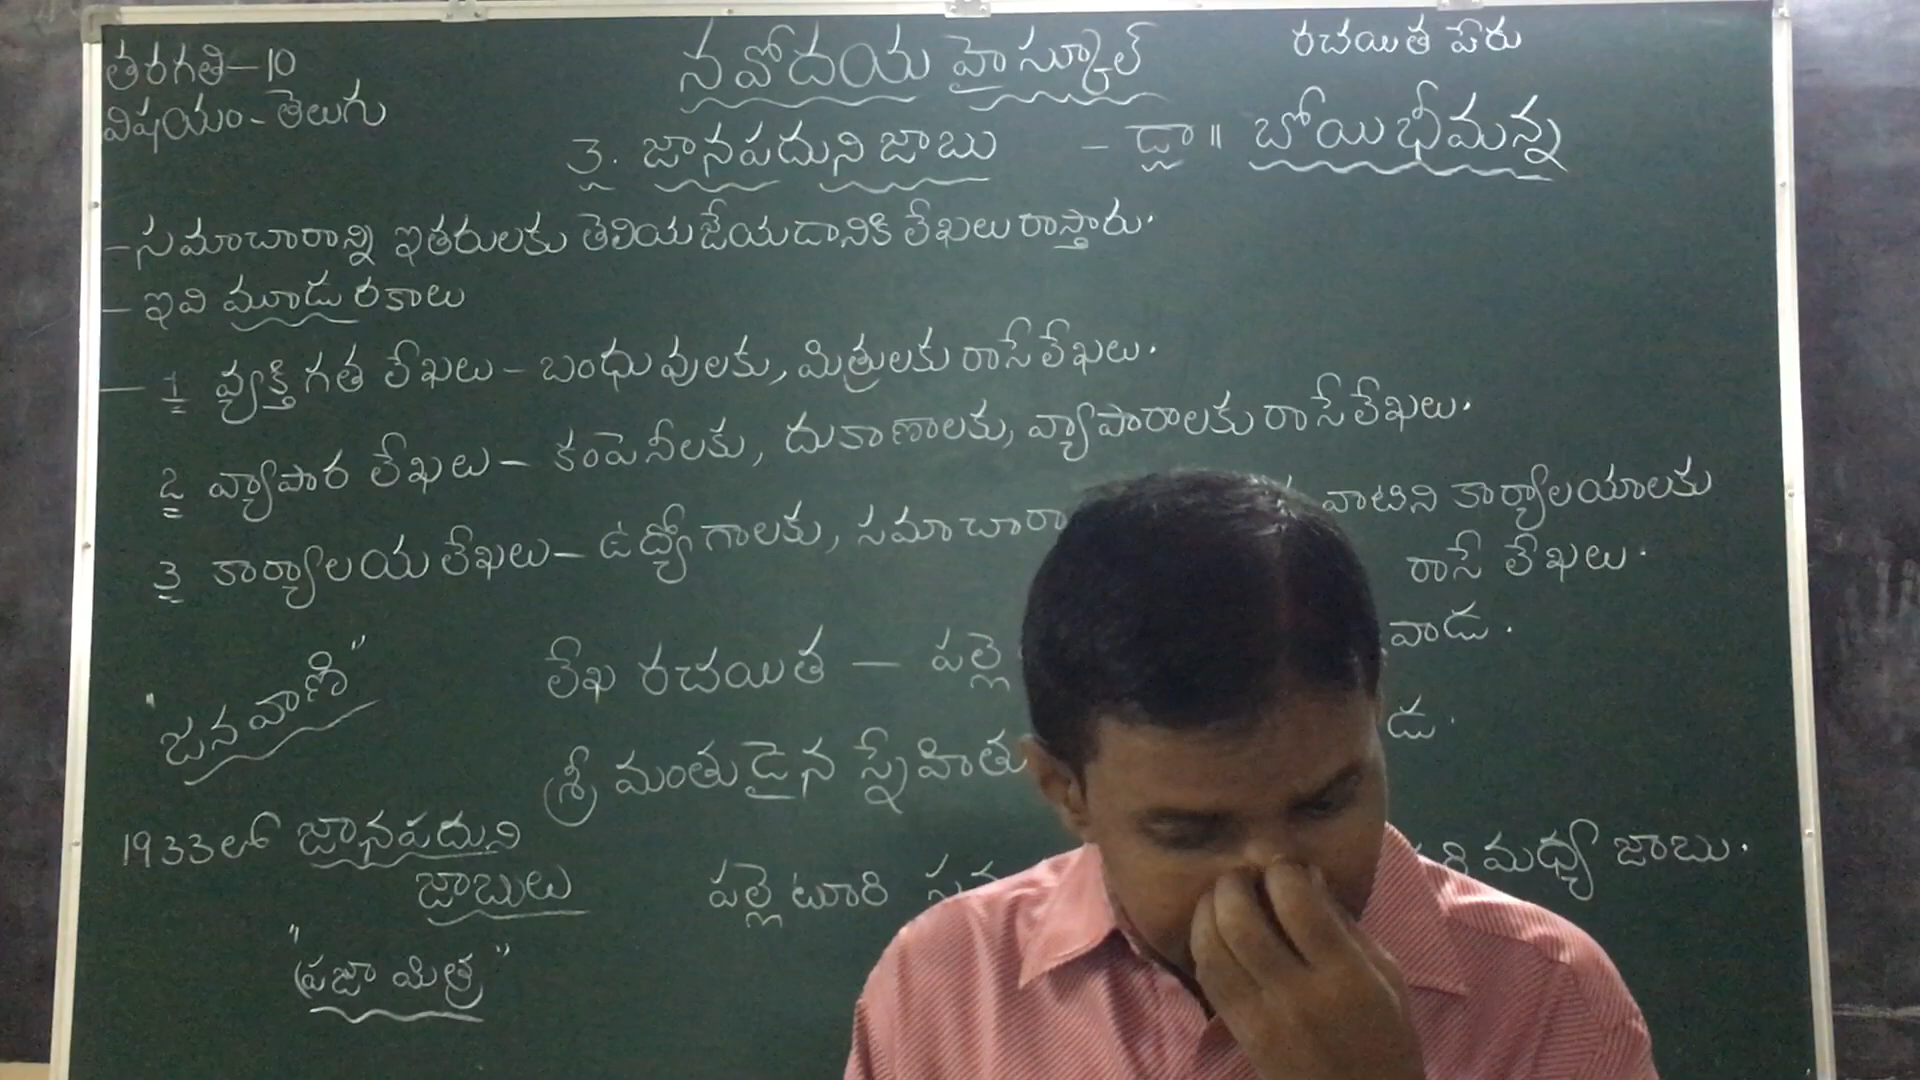 తరగతి-10
విషయం-తెలుగు
నవోదయ హైస్కూల్
రచయిత పేరు
3. జానపదుని జాబు - డా॥ బోయి భీమన్న
- సమాచారాన్ని ఇతరులకు తెలియజేయడానికి లేఖలు రాస్తారు.
- ఇవి మూడు రకాలు
- 1 వ్యక్తిగత లేఖలు - బంధువులకు, మిత్రులకు రాసే లేఖలు.
2 వ్యాపార లేఖలు - కంపెనీలకు, దుకాణాలకు, వ్యాపారాలకు రాసే లేఖలు.
3 కార్యాలయ లేఖలు - ఉద్యోగాలకు, సమాచారా వాటిని కార్యాలయాలకు
రాసే లేఖలు.
లేఖ రచయిత - పల్లె వాడు.
శ్రీమంతుడైన స్నేహితు డు.
పల్లెటూరి మధ్య జాబు.
"జనవాణి"
1933లో జానపదుని
జాబులు
"ప్రజా మిత్ర"